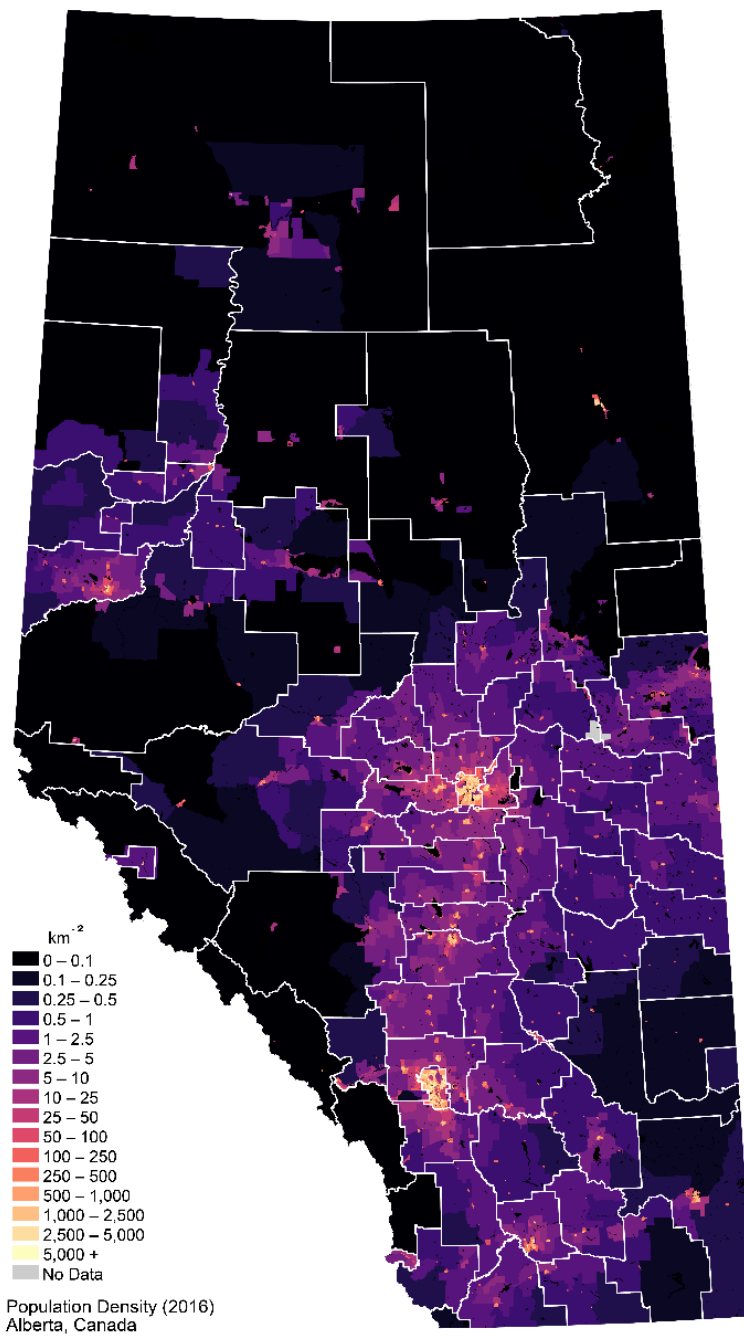 km⁻²
0 – 0.1
0.1 – 0.25
0.25 – 0.5
0.5 – 1
1 – 2.5
2.5 – 5
5 – 10
10 – 25
25 – 50
50 – 100
100 – 250
250 – 500
500 – 1,000
1,000 – 2,500
2,500 – 5,000
5,000 +
No Data
Population Density (2016)
Alberta, Canada